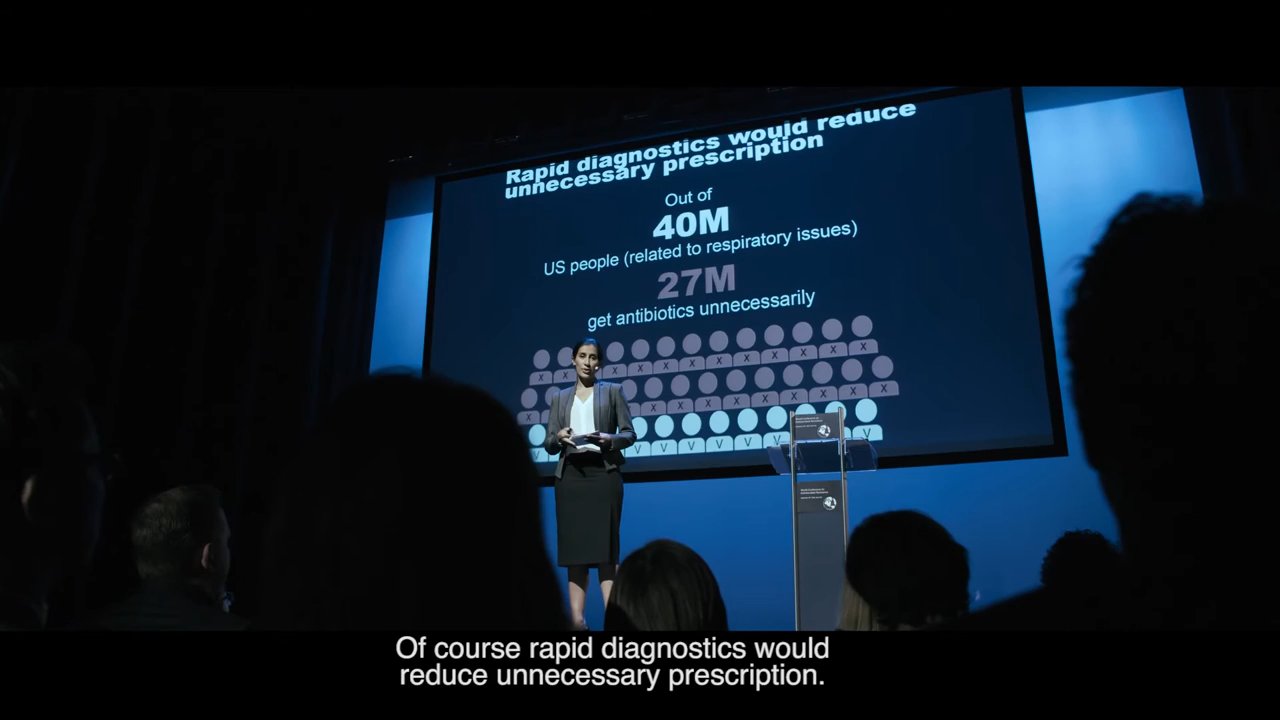 Rapid diagnostics would reduce
unnecessary prescription
Out of
40M
US people (related to respiratory issues)
27M
get antibiotics unnecessarily
X X X X X X X X X X X
X X X X X X X X X X
V V V V V V V V
Of course rapid diagnostics would
reduce unnecessary prescription.